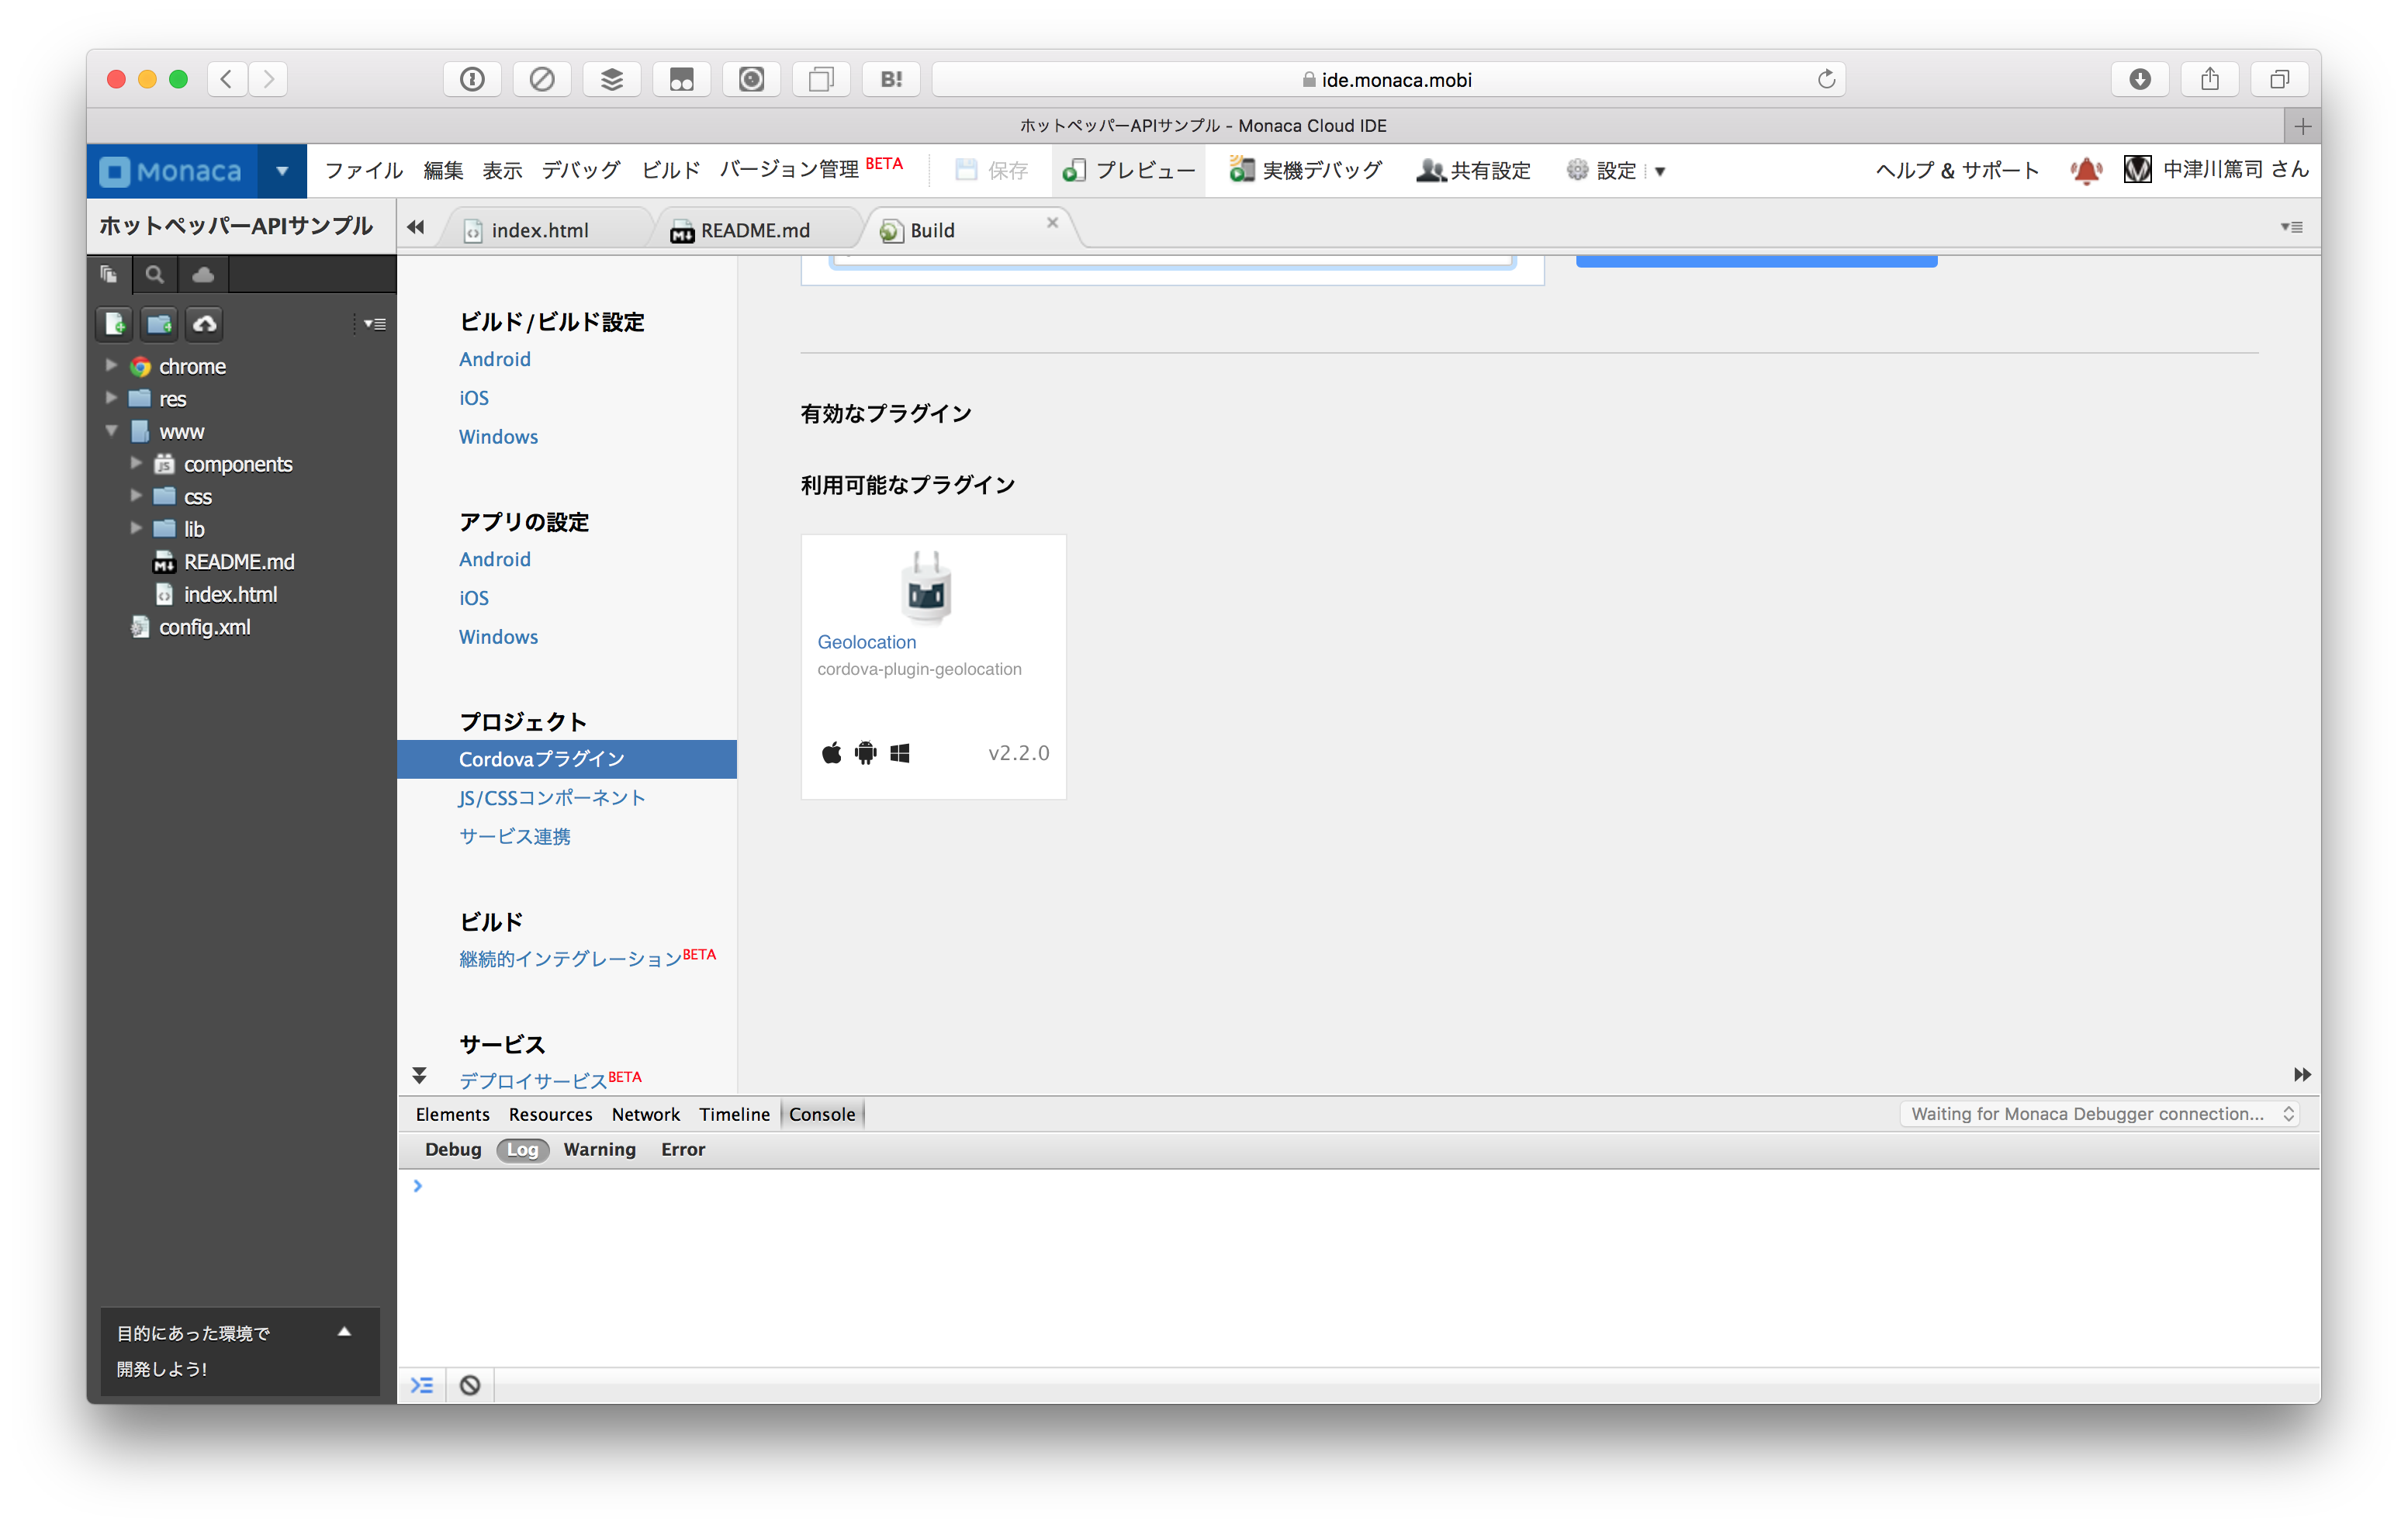 B!
ide.monaca.mobi
ホットペッパーAPIサンプル - Monaca Cloud IDE
Monaca
ファイル 編集 表示 デバッグ ビルド バージョン管理 BETA
保存
プレビュー
実機デバッグ
共有設定
設定
ヘルプ & サポート
中津川篤司 さん
ホットペッパーAPIサンプル
index.html
README.md
Build
chrome
res
www
components
css
lib
README.md
index.html
config.xml
目的にあった環境で
開発しよう!
ビルド/ビルド設定
Android
iOS
Windows
アプリの設定
Android
iOS
Windows
プロジェクト
Cordovaプラグイン
JS/CSSコンポーネント
サービス連携
ビルド
継続的インテグレーションBETA
サービス
デプロイサービスBETA
有効なプラグイン
利用可能なプラグイン
Geolocation
cordova-plugin-geolocation
v2.2.0
Elements Resources Network Timeline Console
Waiting for Monaca Debugger connection...
Debug Log Warning Error